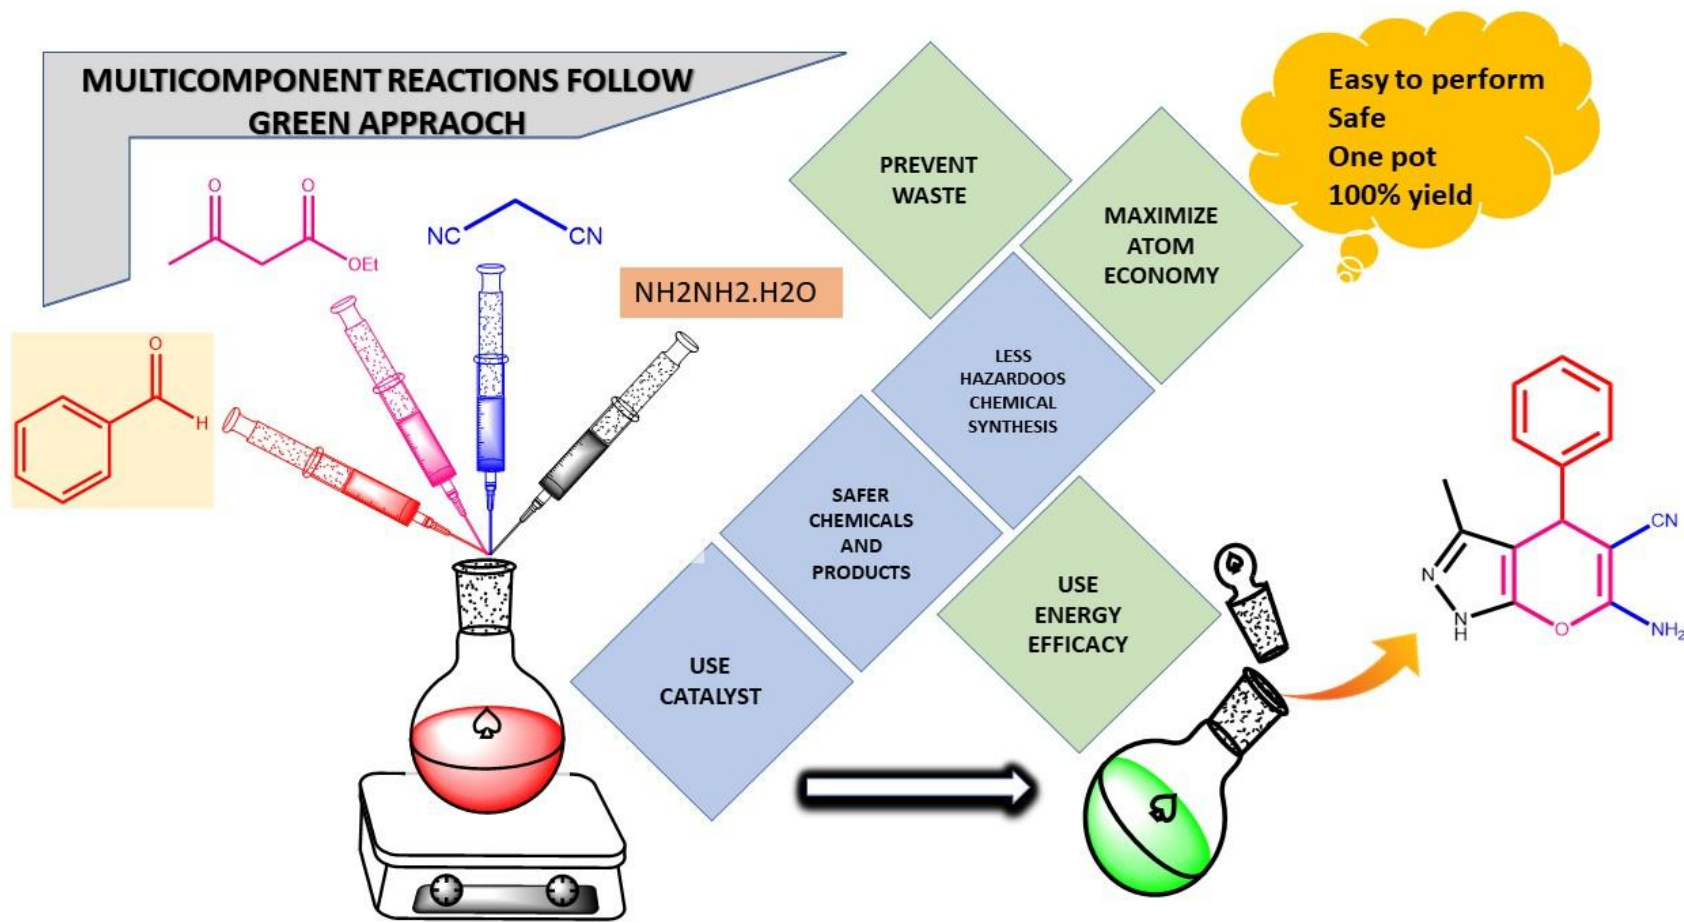 MULTICOMPONENT REACTIONS FOLLOW
GREEN APPRAOCH
O
O
OEt
NC
CN
NH2NH2.H2O
O
H
PREVENT
WASTE
MAXIMIZE
ATOM
ECONOMY
LESS
HAZARDOOS
CHEMICAL
SYNTHESIS
SAFER
CHEMICALS
AND
PRODUCTS
USE
ENERGY
EFFICACY
USE
CATALYST
Easy to perform
Safe
One pot
100% yield
CN
N
N
H
O
NH₂